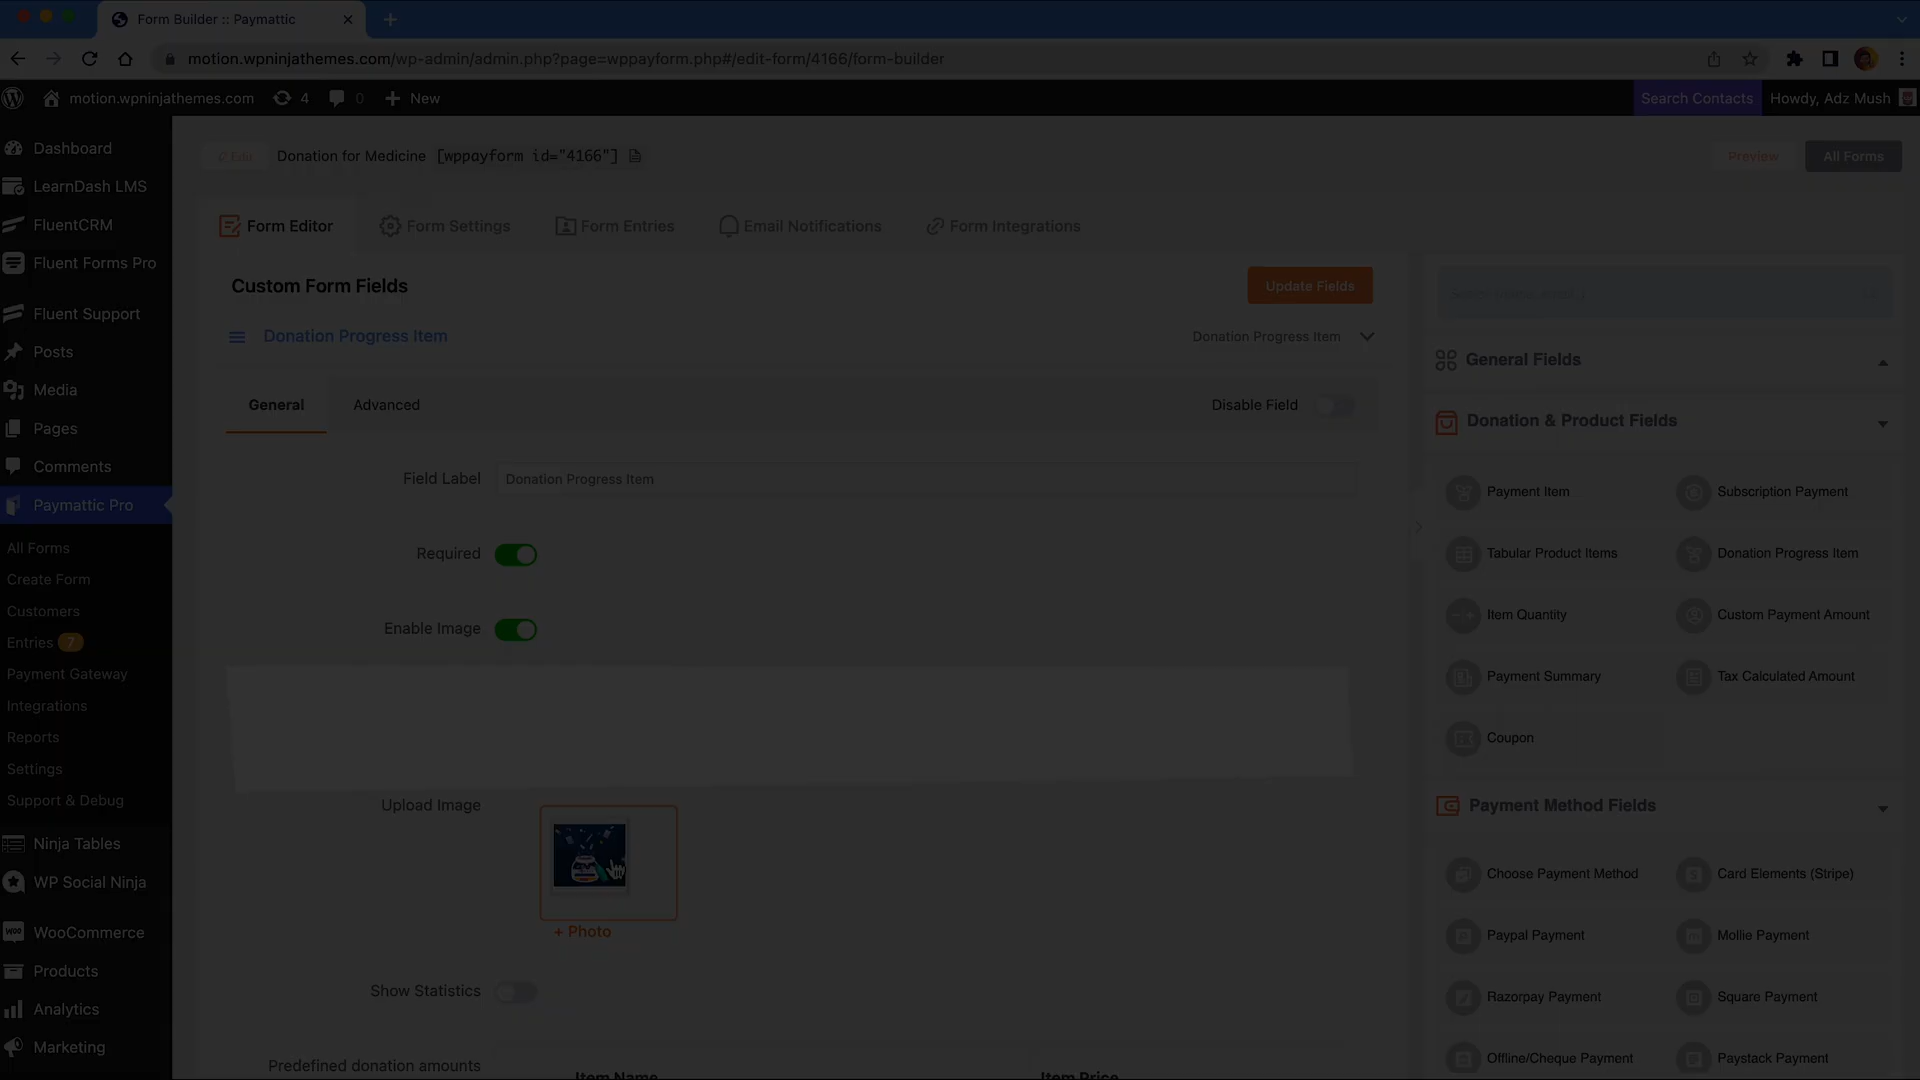 Form Builder :: Paymattic
motion.wpninjathemes.com/wp-admin/admin.php?page=wppayform.php#/edit-form/4166/form-builder
motion.wpninjathemes.com 4 0 New Search Contacts Howdy, Adz Mush
Dashboard
LearnDash LMS
FluentCRM
Fluent Forms Pro
Fluent Support
Posts
Media
Pages
Comments
Paymattic Pro
All Forms
Create Form
Customers
Entries 7
Payment Gateway
Integrations
Reports
Settings
Support & Debug
Ninja Tables
WP Social Ninja
WooCommerce
Products
Analytics
Marketing
Edit Donation for Medicine [wppayform id="4166"] Preview All Forms
Form Editor Form Settings Form Entries Email Notifications Form Integrations
Custom Form Fields Update Fields
Donation Progress Item Donation Progress Item
General Advanced Disable Field
Field Label Donation Progress Item
Required
Enable Image
Upload Image
+ Photo
Show Statistics
Predefined donation amounts
Item Name Item Price
General Fields
Donation & Product Fields
Payment Item Subscription Payment
Tabular Product Items Donation Progress Item
Item Quantity Custom Payment Amount
Payment Summary Tax Calculated Amount
Coupon
Payment Method Fields
Choose Payment Method Card Elements (Stripe)
Paypal Payment Mollie Payment
Razorpay Payment Square Payment
Offline/Cheque Payment Paystack Payment